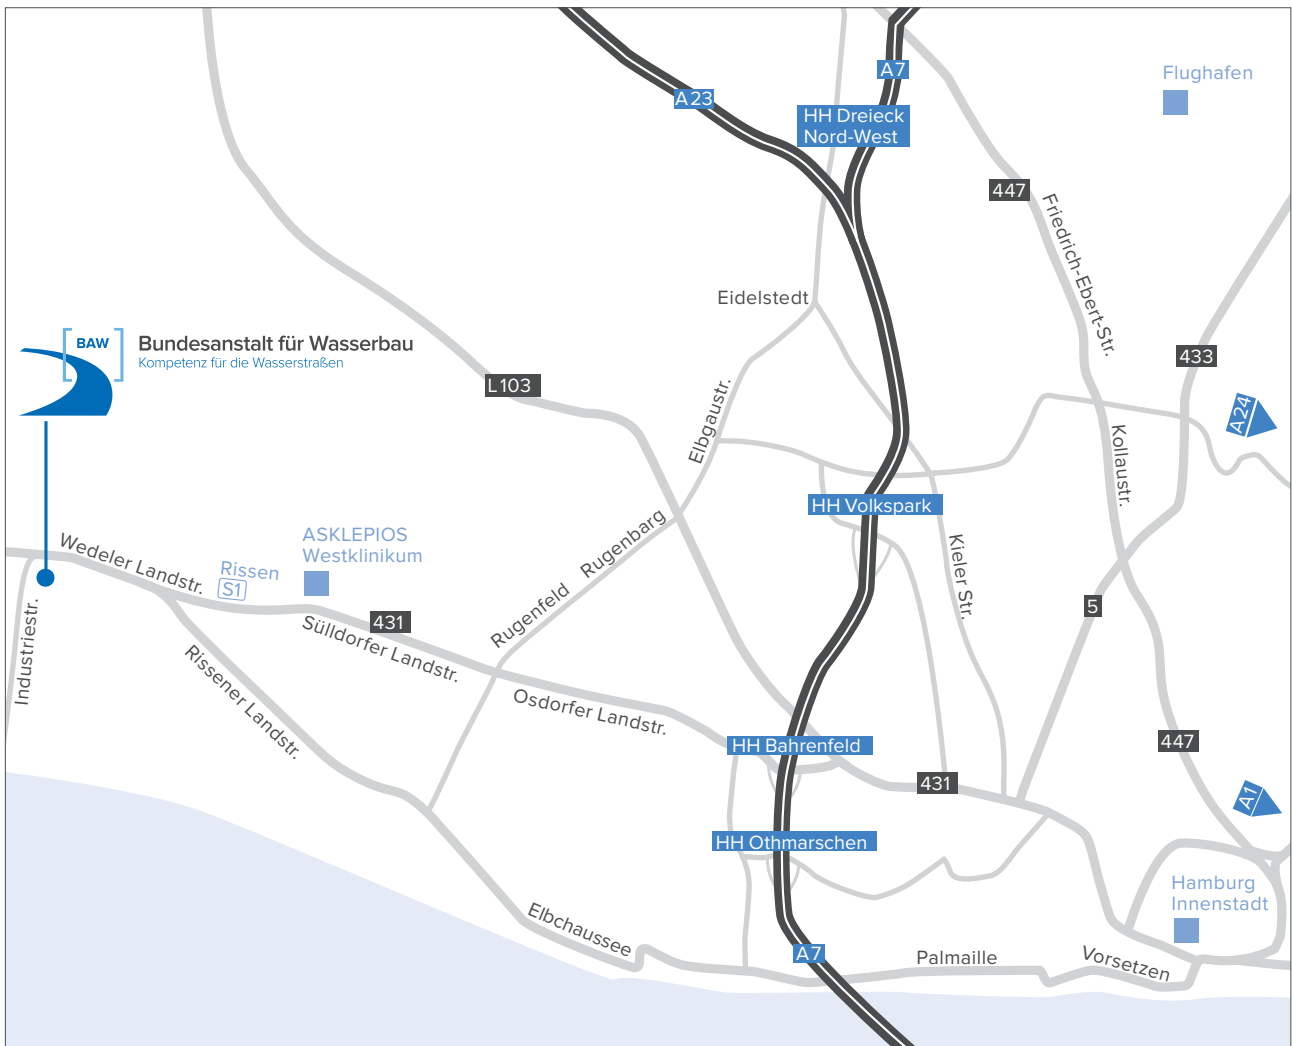 Flughafen
A7
A 23
HH Dreieck
Nord-West
447
Friedrich-Ebert-Str.
Eidelstedt
BAW
Bundesanstalt für Wasserbau
Kompetenz für die Wasserstraßen
433
L 103
A24
Elbgaustr.
Kollaustr.
HH Volkspark
Rugenbarg
ASKLEPIOS
Westklinikum
Wedeler Landstr.
Rissen
S1
Kieler Str.
Rugenfeld
5
431
Industriestr.
Sülldorfer Landstr.
Rissener Landstr.
Osdorfer Landstr.
HH Bahrenfeld
447
431
A1
HH Othmarschen
Hamburg
Innenstadt
Elbchaussee
A7
Palmaille
Vorsetzen